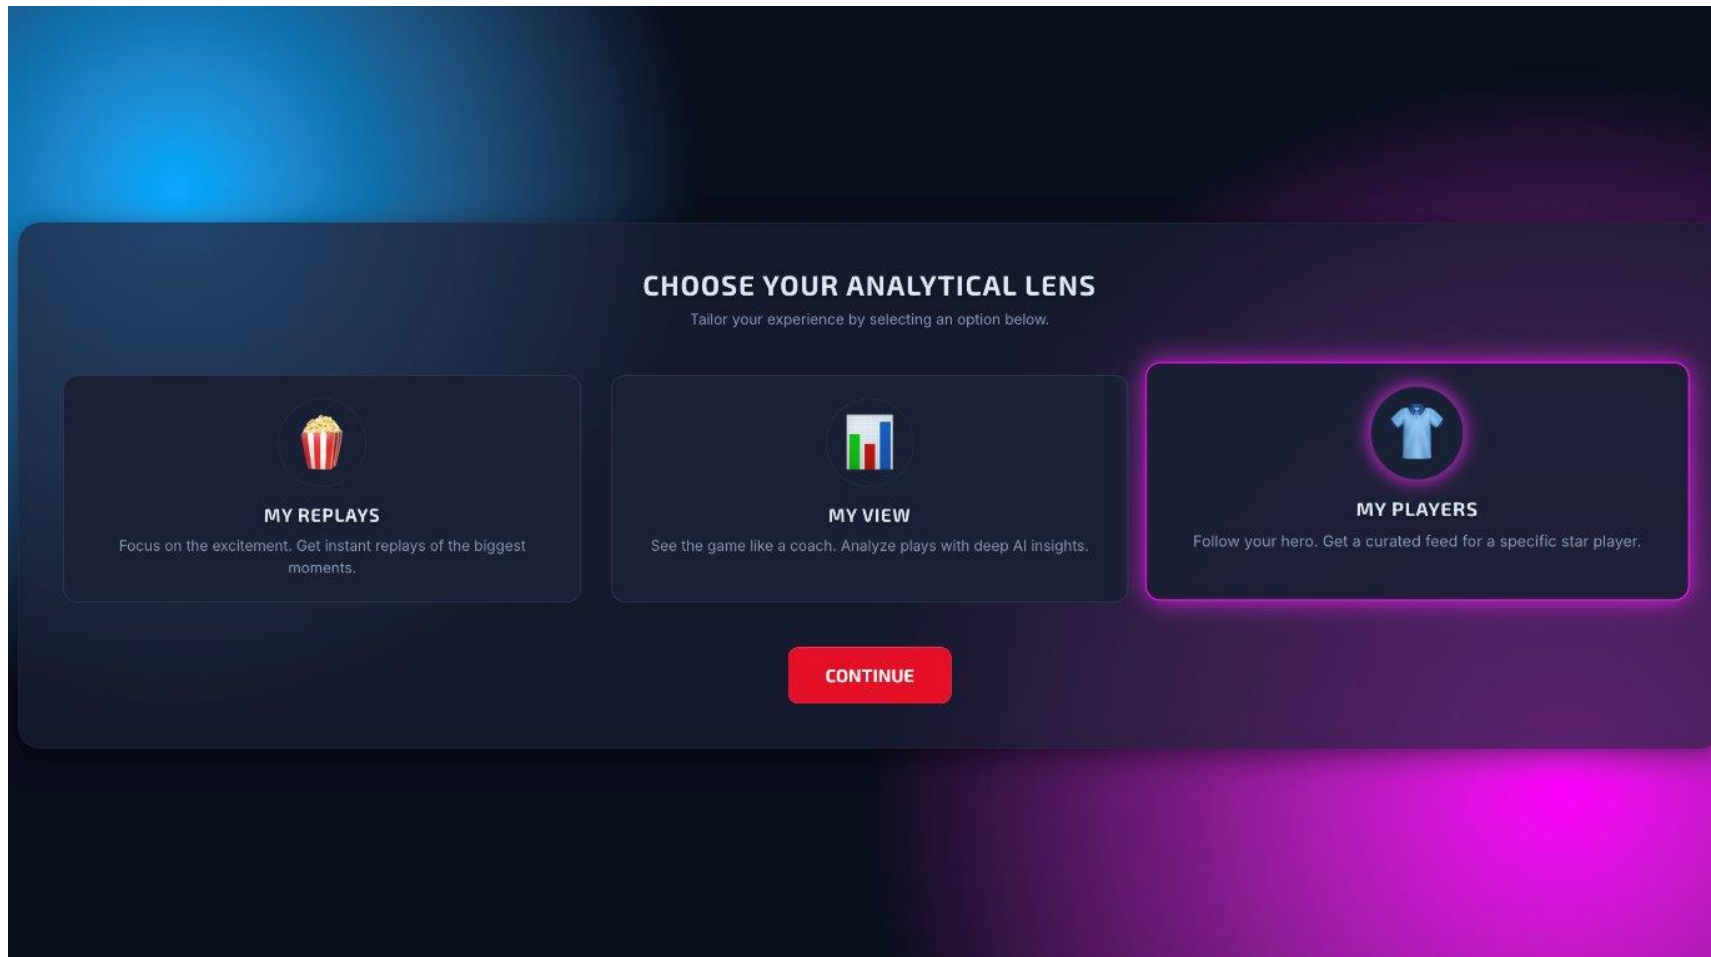 CHOOSE YOUR ANALYTICAL LENS
Tailor your experience by selecting an option below.
MY REPLAYS
Focus on the excitement. Get instant replays of the biggest
moments.
MY VIEW
See the game like a coach. Analyze plays with deep AI insights.
MY PLAYERS
Follow your hero. Get a curated feed for a specific star player.
CONTINUE